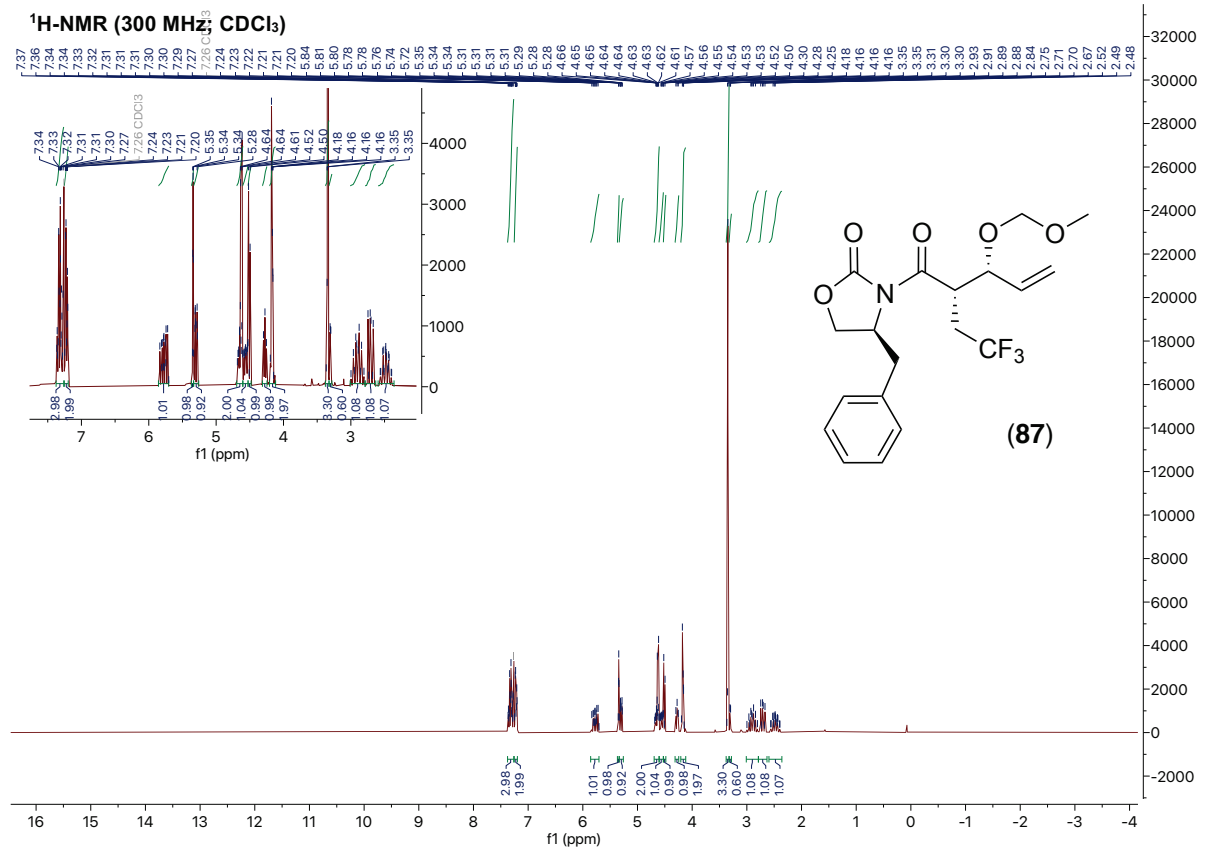 ¹H-NMR (300 MHz; CDCl₃)
7.26 CDCl3
7.37 7.36 7.34 7.34 7.33 7.32 7.31 7.31 7.31 7.30 7.30 7.29 7.27 7.26 7.24 7.23 7.22 7.21 7.21 7.20 5.84 5.81 5.80 5.78 5.78 5.76 5.74 5.72 5.35 5.34 5.34 5.31 5.31 5.31 5.31 5.29 5.28 5.28 4.66 4.65 4.65 4.64 4.64 4.63 4.63 4.62 4.61 4.57 4.56 4.55 4.54 4.53 4.53 4.52 4.50 4.30 4.28 4.25 4.18 4.16 4.16 3.35 3.35 3.31 3.30 3.30 2.93 2.91 2.89 2.88 2.84 2.75 2.71 2.70 2.67 2.52 2.49 2.48
7.34 7.33 7.32 7.31 7.31 7.30 7.27 7.26 CDCl3 7.24 7.23 7.21 7.20 5.35 5.34 5.34 5.28 4.64 4.64 4.61 4.52 4.50 4.18 4.16 4.16 4.16 3.35 3.35
4000
3000
2000
1000
0
2.98 1.99 1.01 0.98 0.92 2.00 1.04 0.99 0.98 1.97 3.30 0.60 1.08 1.08 1.07
7 6 5 4 3
f1 (ppm)
O O O O
O N
CF₃
(87)
32000
30000
28000
26000
24000
22000
20000
18000
16000
14000
12000
10000
8000
6000
4000
2000
0
-2000
2.98 1.99 1.01 0.98 0.92 2.00 1.04 0.99 0.98 1.97 3.30 0.60 1.08 1.08 1.07
16 15 14 13 12 11 10 9 8 7 6 5 4 3 2 1 0 -1 -2 -3 -4
f1 (ppm)